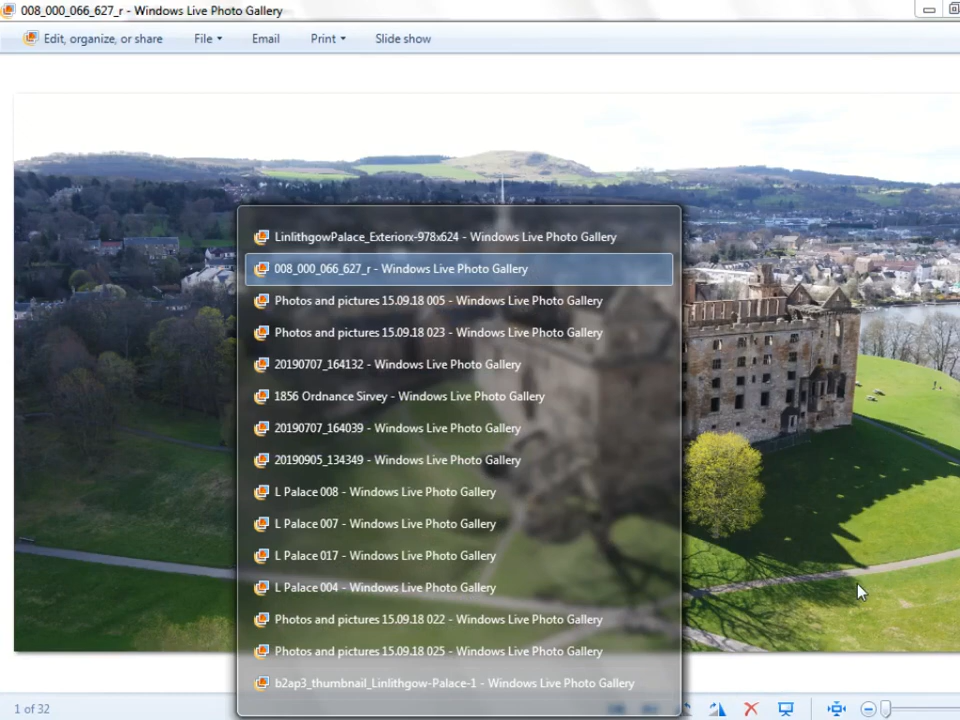 008_000_066_627_r - Windows Live Photo Gallery
Edit, organize, or share File Email Print Slide show
LinlithgowPalace_Exteriorx-978x624 - Windows Live Photo Gallery
008_000_066_627_r - Windows Live Photo Gallery
Photos and pictures 15.09.18 005 - Windows Live Photo Gallery
Photos and pictures 15.09.18 023 - Windows Live Photo Gallery
20190707_164132 - Windows Live Photo Gallery
1856 Ordnance Sirvey - Windows Live Photo Gallery
20190707_164039 - Windows Live Photo Gallery
20190905_134349 - Windows Live Photo Gallery
L Palace 008 - Windows Live Photo Gallery
L Palace 007 - Windows Live Photo Gallery
L Palace 017 - Windows Live Photo Gallery
L Palace 004 - Windows Live Photo Gallery
Photos and pictures 15.09.18 022 - Windows Live Photo Gallery
Photos and pictures 15.09.18 025 - Windows Live Photo Gallery
b2ap3_thumbnail_Linlithgow-Palace-1 - Windows Live Photo Gallery
1 of 32